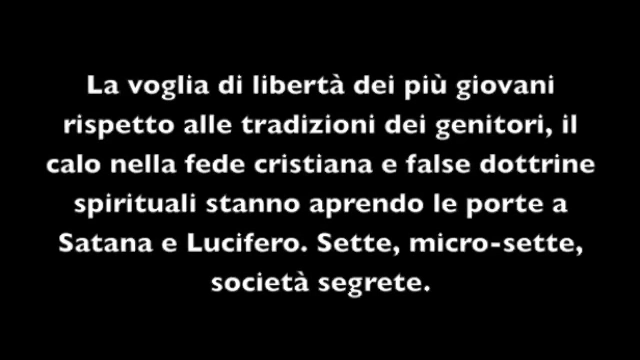 La voglia di libertà dei più giovani
rispetto alle tradizioni dei genitori, il
calo nella fede cristiana e false dottrine
spirituali stanno aprendo le porte a
Satana e Lucifero. Sette, micro-sette,
società segrete.